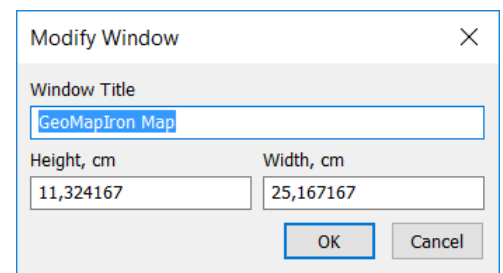 Modify Window
Window Title
GeoMapIron Map
Height, cm Width, cm
11,324167 25,167167
OK Cancel